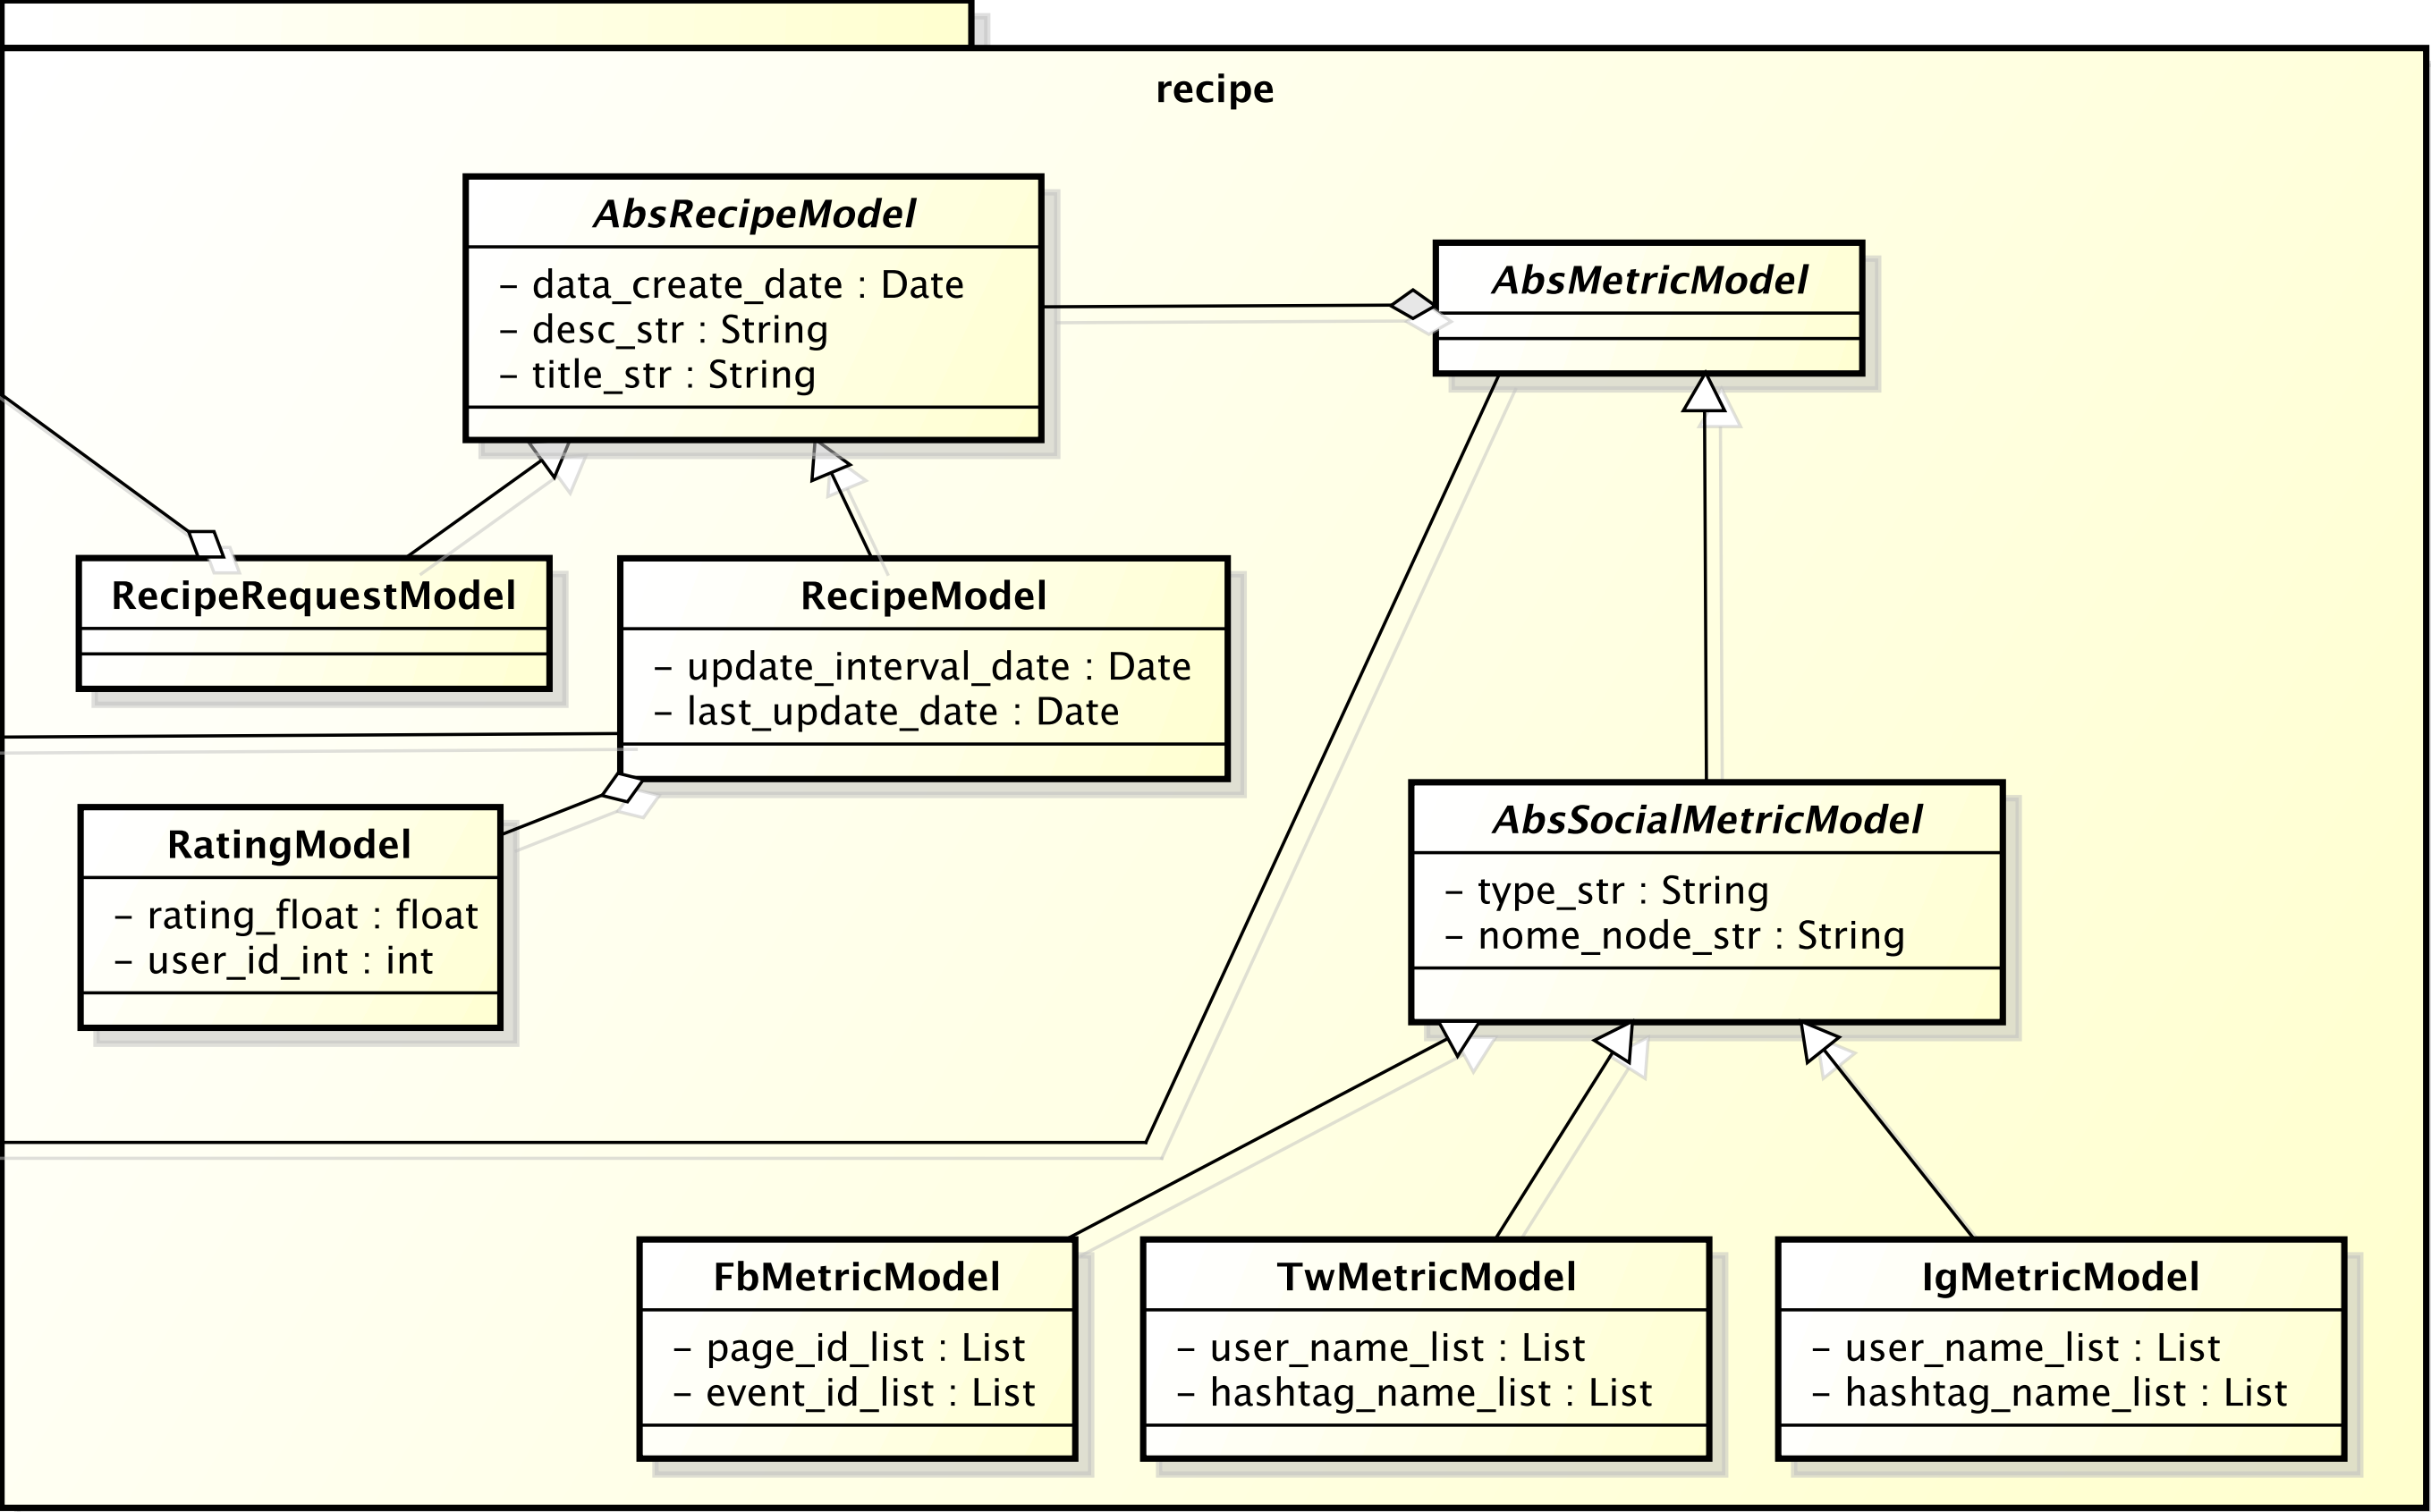 recipe
AbsRecipeModel
- data_create_date : Date
- desc_str : String
- title_str : String
AbsMetricModel
RecipeRequestModel
RecipeModel
- update_interval_date : Date
- last_update_date : Date
RatingModel
- rating_float : float
- user_id_int : int
AbsSocialMetricModel
- type_str : String
- nome_node_str : String
FbMetricModel
- page_id_list : List
- event_id_list : List
TwMetricModel
- user_name_list : List
- hashtag_name_list : List
IgMetricModel
- user_name_list : List
- hashtag_name_list : List